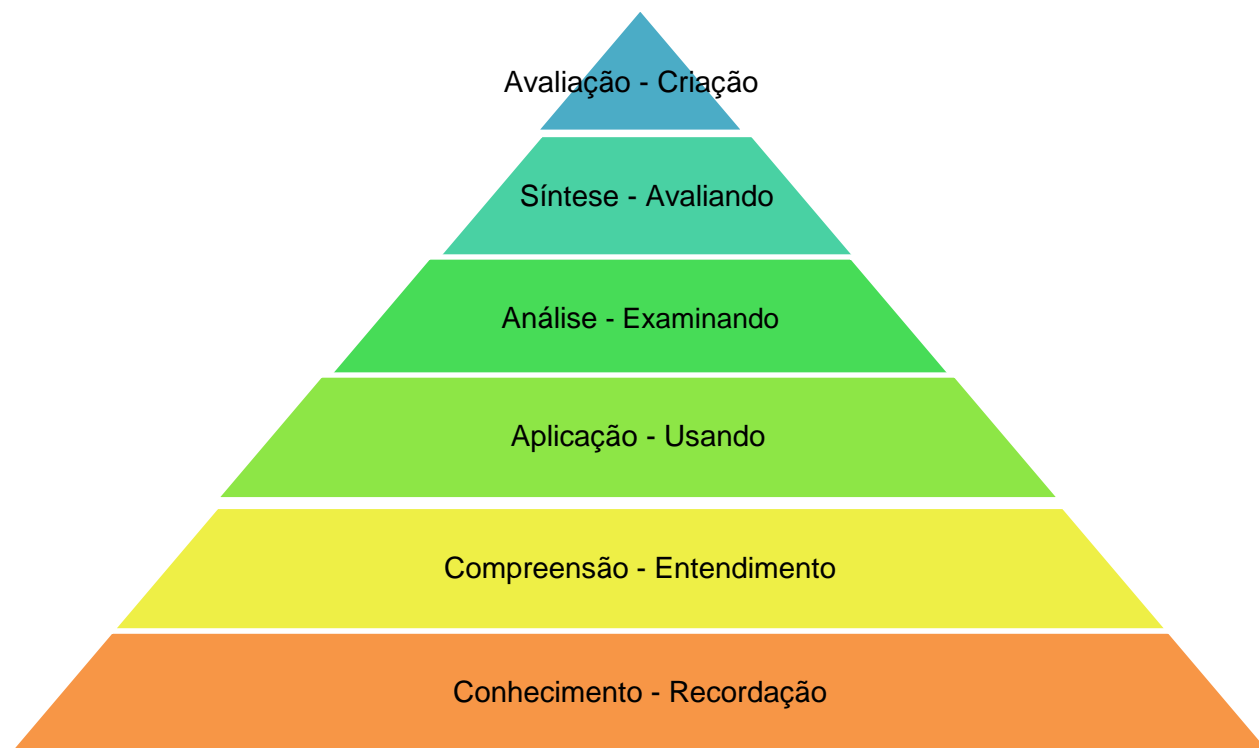 Avaliação - Criação
Síntese - Avaliando
Análise - Examinando
Aplicação - Usando
Compreensão - Entendimento
Conhecimento - Recordação